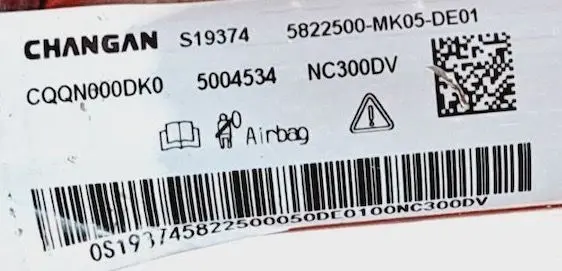 CHANGAN S19374 5822500-MK05-DE01
CQQN000DK0 5004534 NC300DV
Airbag
0S193745822500050DE0100NC300DV